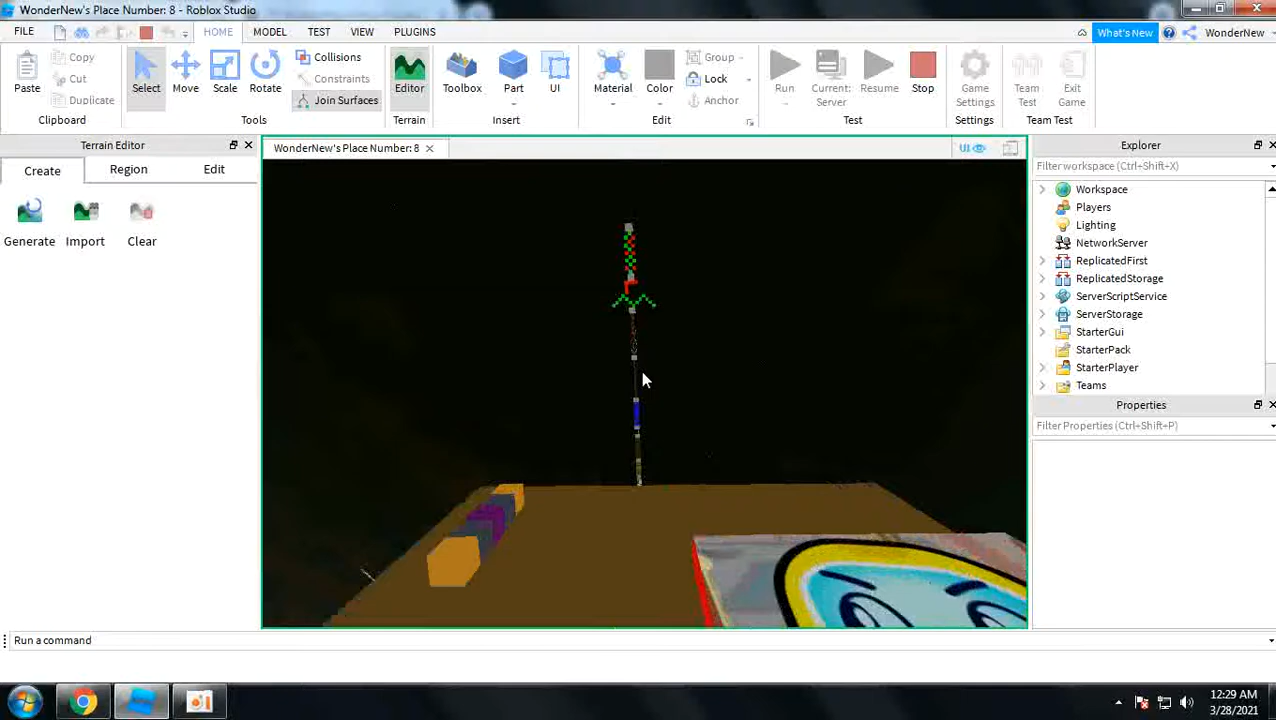 WonderNew's Place Number: 8 - Roblox Studio
FILE HOME MODEL TEST VIEW PLUGINS What's New WonderNew
Paste Copy Cut Duplicate Clipboard
Select Move Scale Rotate Collisions Constraints Join Surfaces Tools
Editor Terrain
Toolbox Part UI Insert
Material Color Group Lock Anchor Edit
Run Current: Server Resume Stop Test
Game Settings Settings
Team Test Exit Game Team Test
Terrain Editor
Create Region Edit
Generate Import Clear
WonderNew's Place Number: 8
UI
Explorer
Filter workspace (Ctrl+Shift+X)
Workspace
Players
Lighting
NetworkServer
ReplicatedFirst
ReplicatedStorage
ServerScriptService
ServerStorage
StarterGui
StarterPack
StarterPlayer
Teams
Properties
Filter Properties (Ctrl+Shift+P)
Run a command
12:29 AM
3/28/2021